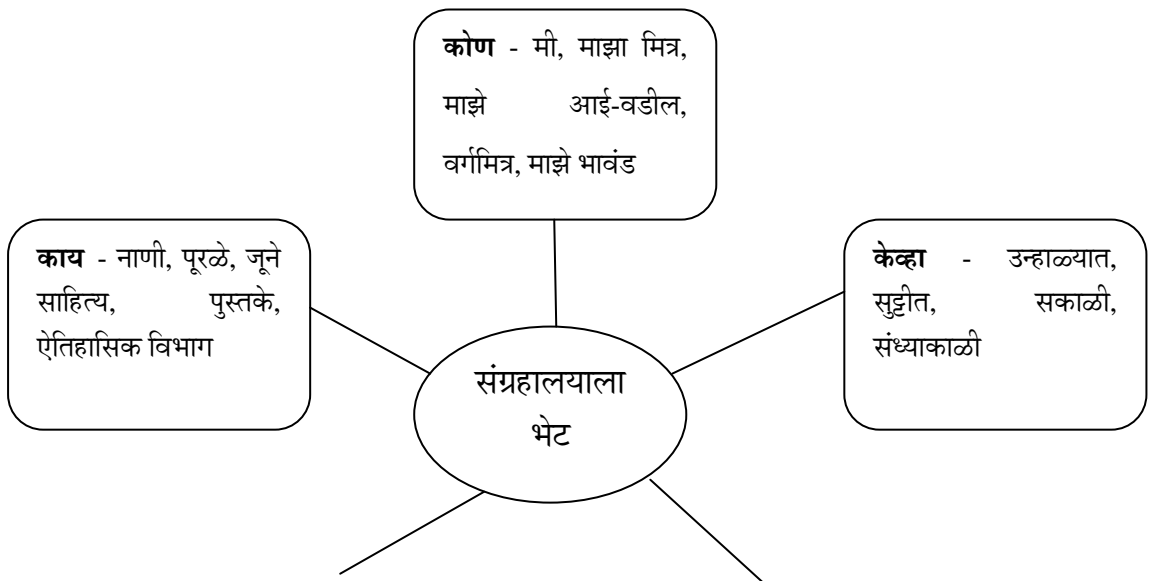 कोण - मी, माझा मित्र,
माझे आई-वडील,
वर्गमित्र, माझे भावंड
काय - नाणी, पूरळे, जूने
साहित्य, पुस्तके,
ऐतिहासिक विभाग
केव्हा - उन्हाळ्यात,
सुट्टीत, सकाळी,
संध्याकाळी
संग्रहालयाला
भेट